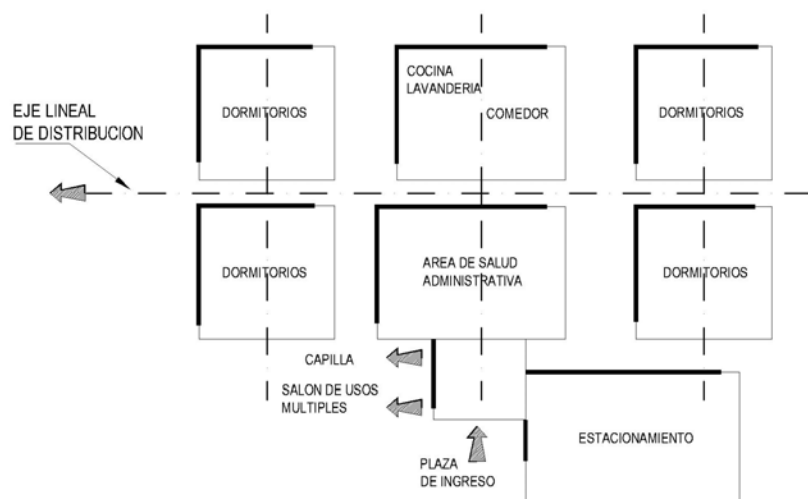 COCINA
LAVANDERIA
DORMITORIOS
COMEDOR
DORMITORIOS
EJE LINEAL
DE DISTRIBUCION
DORMITORIOS
AREA DE SALUD
ADMINISTRATIVA
DORMITORIOS
CAPILLA
SALON DE USOS
MULTIPLES
ESTACIONAMIENTO
PLAZA
DE INGRESO